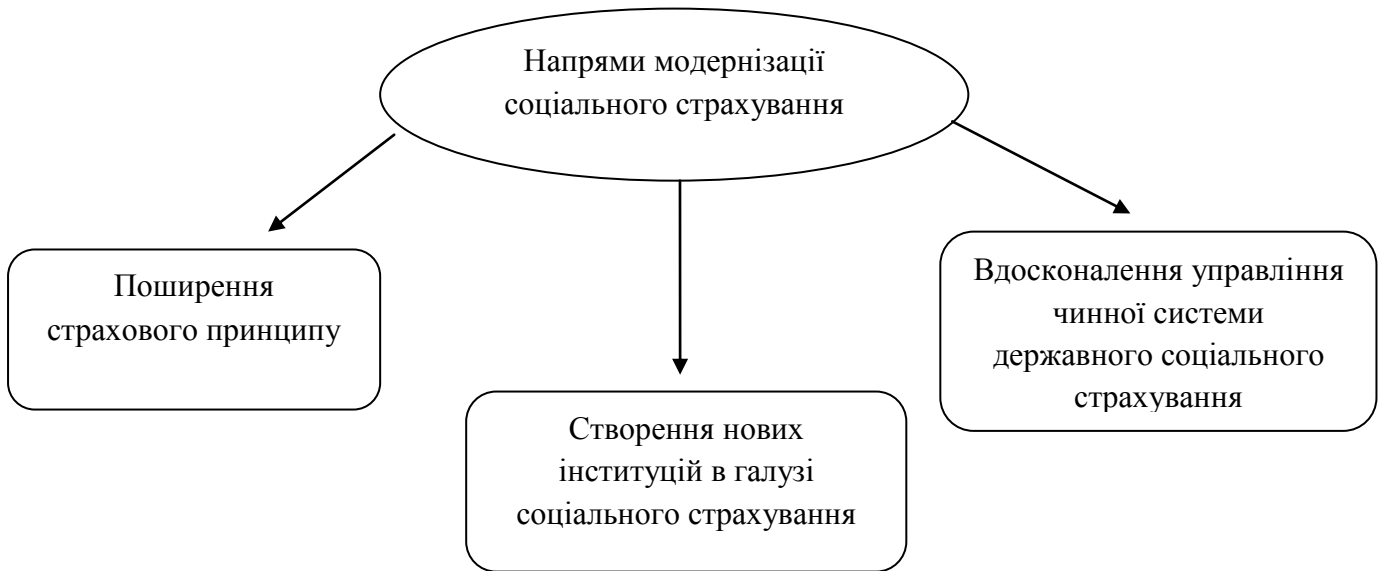 Напрями модернізації
соціального страхування
Поширення
страхового принципу
Створення нових
інституцій в галузі
соціального страхування
Вдосконалення управління
чинної системи
державного соціального
страхування